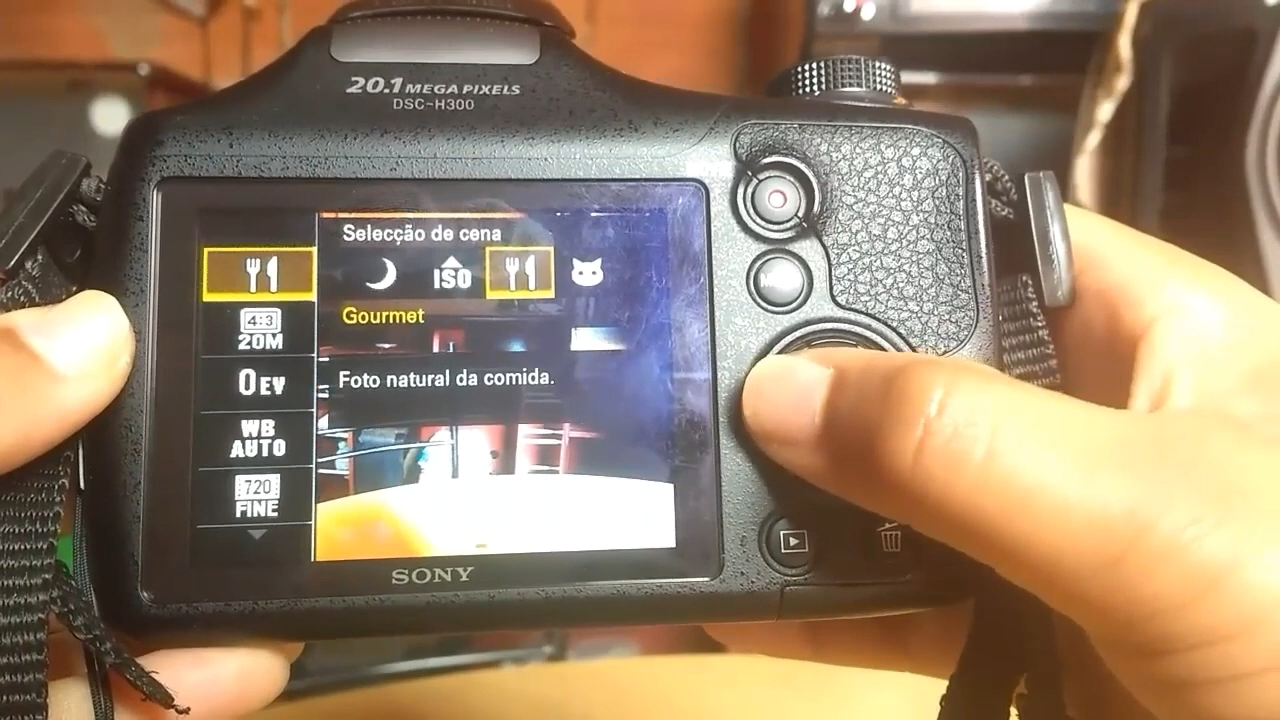 20.1 MEGA PIXELS
DSC-H300
Selecção de cena
ISO
Gourmet
4:3
20M
Foto natural da comida.
0EV
WB
AUTO
720
FINE
SONY